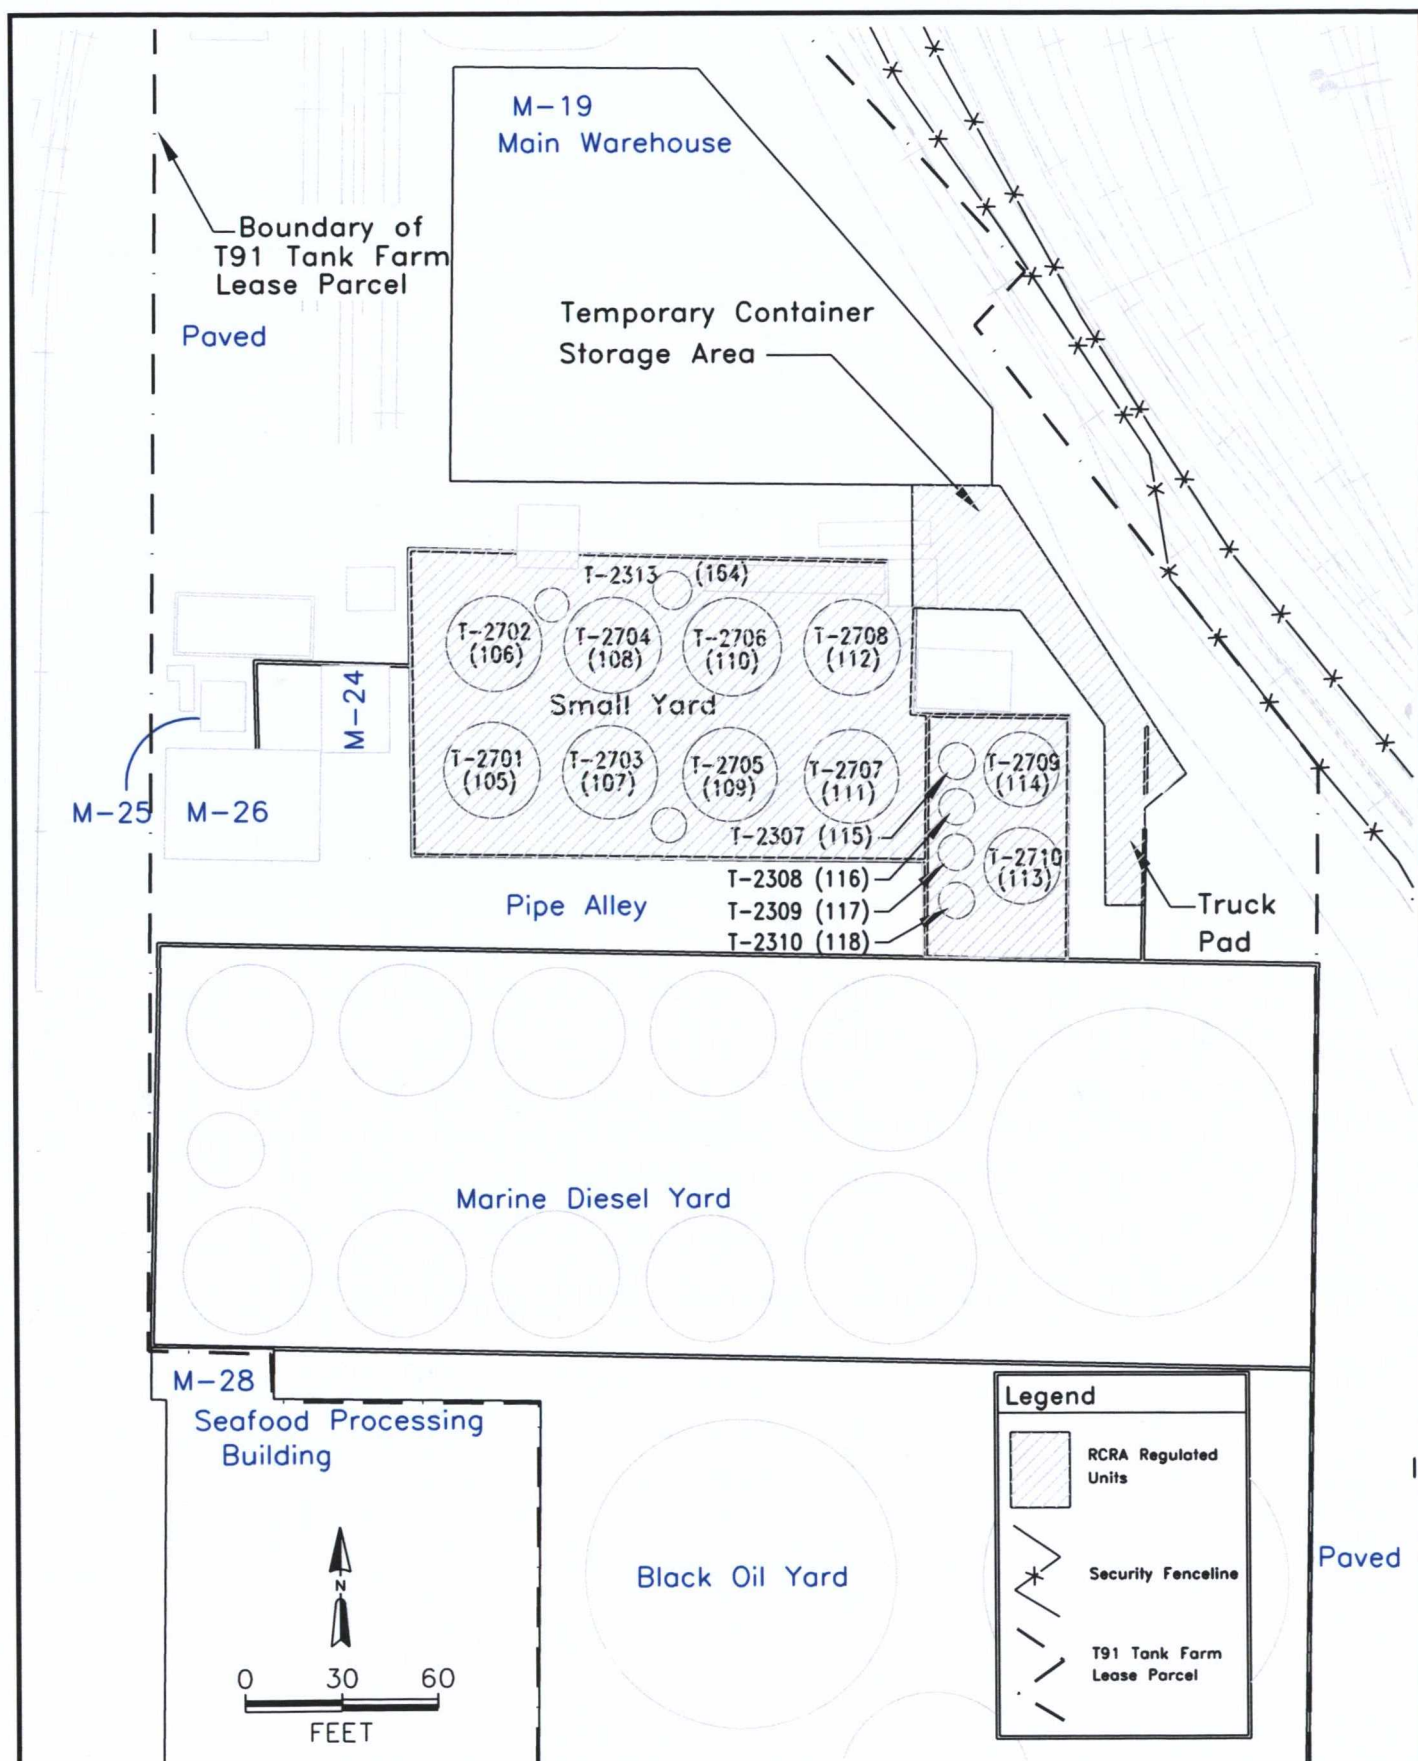 M-19
Main Warehouse
Boundary of
T91 Tank Farm
Lease Parcel
Paved
Temporary Container
Storage Area
T-2313 (164)
T-2702
(106)
T-2704
(108)
T-2706
(110)
T-2708
(112)
Small Yard
M-24
T-2701
(105)
T-2703
(107)
T-2705
(109)
T-2707
(111)
T-2709
(114)
M-25
M-26
T-2307 (115)
T-2710
(113)
T-2308 (116)
T-2309 (117)
T-2310 (118)
Pipe Alley
Truck
Pad
Marine Diesel Yard
M-28
Seafood Processing
Building
Black Oil Yard
Paved
N
0 30 60
FEET
Legend
RCRA Regulated
Units
Security Fenceline
T91 Tank Farm
Lease Parcel